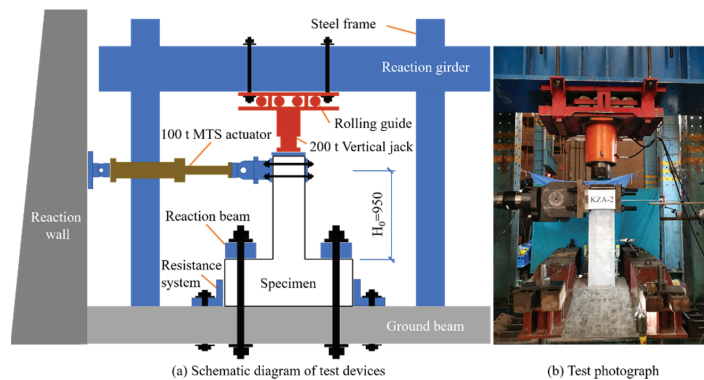 Steel frame
Reaction girder
Rolling guide
100 t MTS actuator
200 t Vertical jack
Reaction
wall
H₀=950
Reaction beam
Resistance
system
Specimen
Ground beam
KZA-2
(a) Schematic diagram of test devices
(b) Test photograph